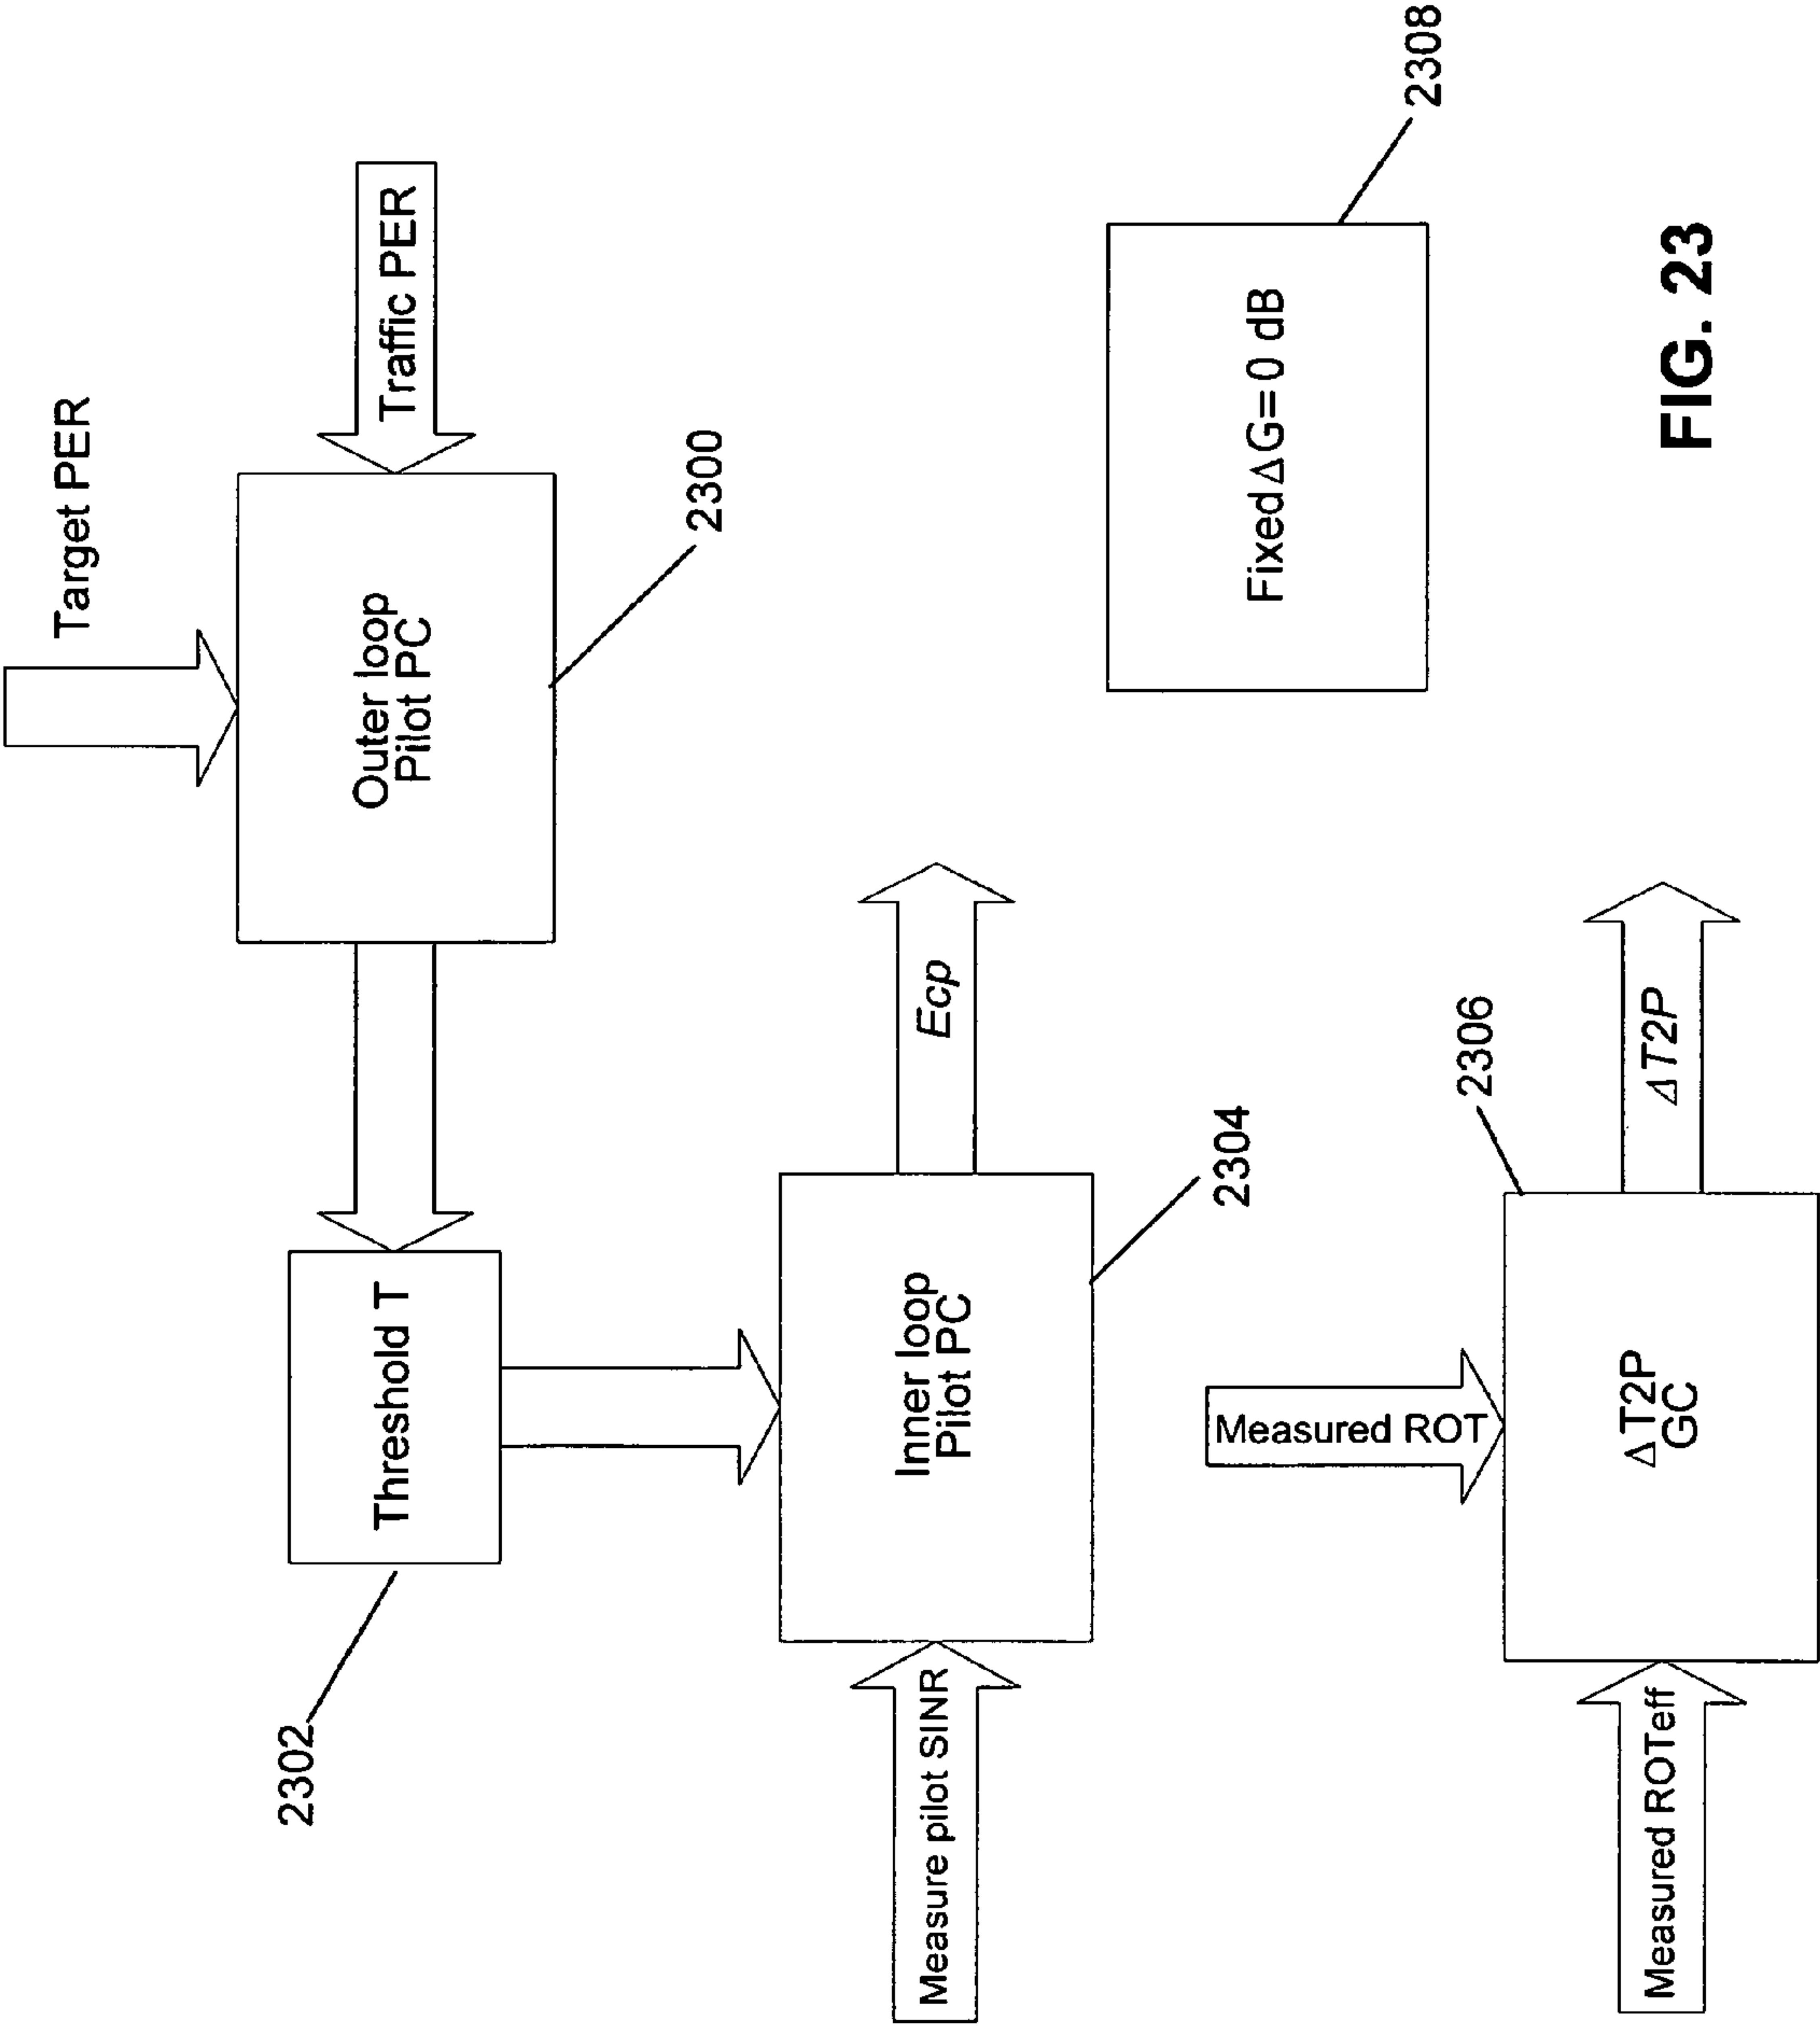 Target PER
Traffic PER
Outer loop
Pilot PC
2300
Threshold T
2302
Measure pilot SINR
Inner loop
Pilot PC
Ecp
2304
Measured ROT
Measured ROTeff
ΔT2P
GC
2306
ΔT2P
Fixed ΔG=0 dB
2308
FIG. 23